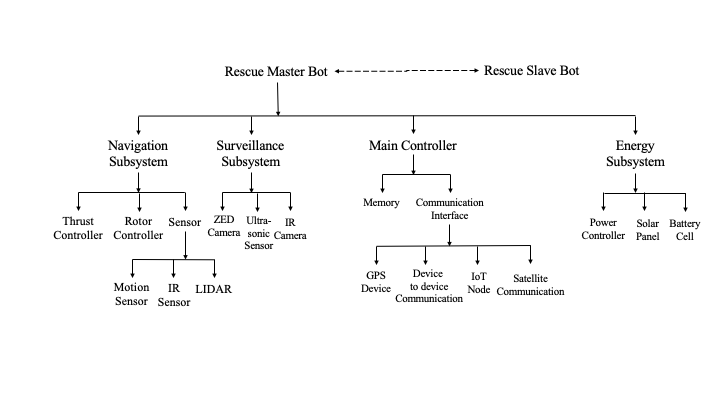 Rescue Master Bot
Rescue Slave Bot
Navigation
Subsystem
Surveillance
Subsystem
Main Controller
Energy
Subsystem
Thrust
Controller
Rotor
Controller
Sensor
ZED
Camera
Ultra-
sonic
Sensor
IR
Camera
Memory
Communication
Interface
Power
Controller
Solar
Panel
Battery
Cell
Motion
Sensor
IR
Sensor
LIDAR
GPS
Device
Device
to device
Communication
IoT
Node
Satellite
Communication